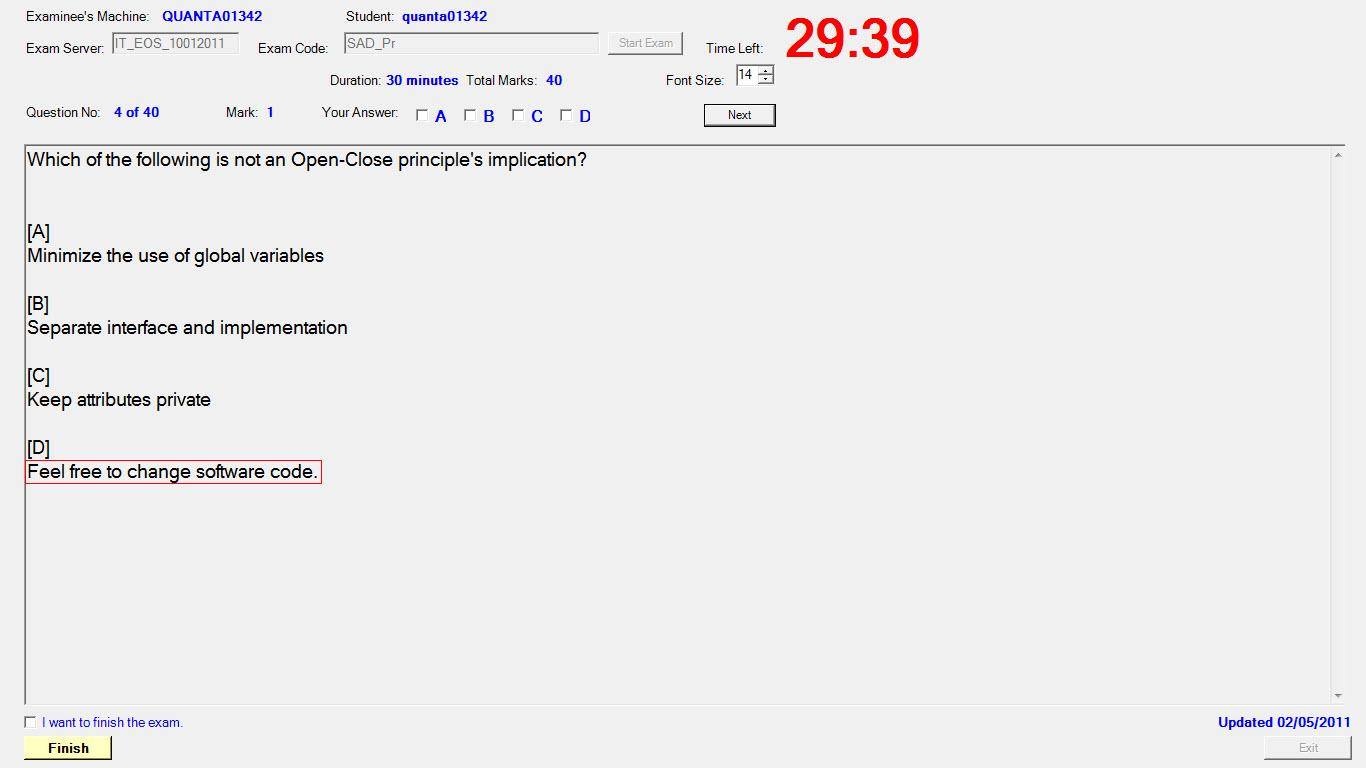 Examinee's Machine: QUANTA01342 Student: quanta01342
Exam Server: IT_EOS_10012011 Exam Code: SAD_Pr Start Exam Time Left: 29:39
Duration: 30 minutes Total Marks: 40 Font Size: 14
Question No: 4 of 40 Mark: 1 Your Answer: A B C D Next
Which of the following is not an Open-Close principle's implication?
[A]
Minimize the use of global variables
[B]
Separate interface and implementation
[C]
Keep attributes private
[D]
Feel free to change software code.
I want to finish the exam. Updated 02/05/2011
Finish Exit